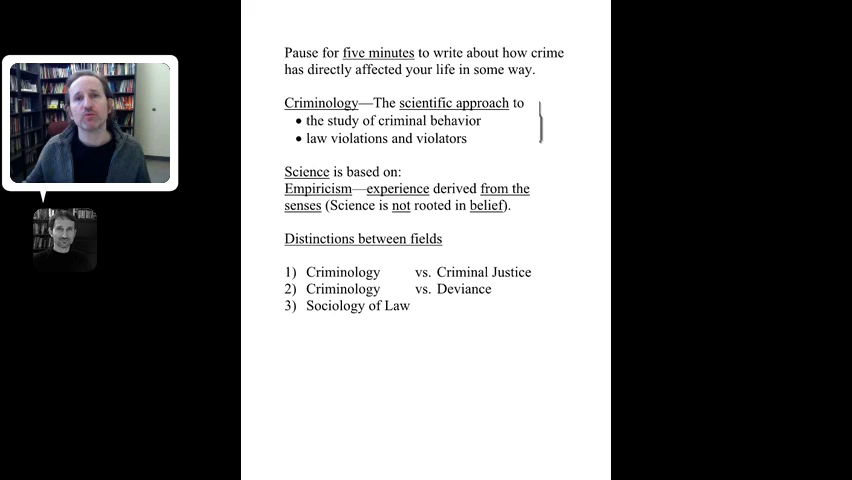 Pause for five minutes to write about how crime
has directly affected your life in some way.
Criminology—The scientific approach to
• the study of criminal behavior
• law violations and violators
Science is based on:
Empiricism—experience derived from the
senses (Science is not rooted in belief).
Distinctions between fields
1) Criminology vs. Criminal Justice
2) Criminology vs. Deviance
3) Sociology of Law